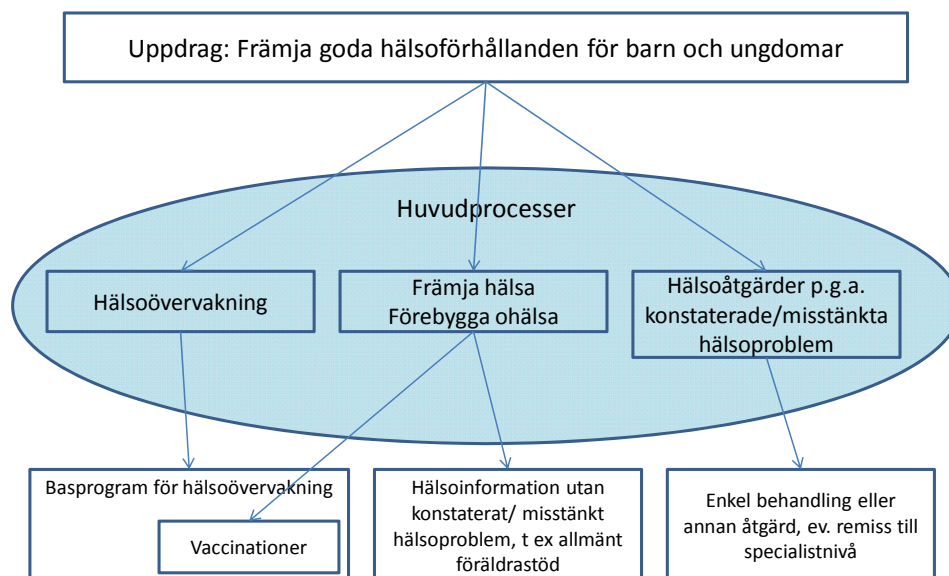 Uppdrag: Främja goda hälsoförhållanden för barn och ungdomar
Huvudprocesser
Hälsoövervakning
Främja hälsa
Förebygga ohälsa
Hälsoåtgärder p.g.a.
konstaterade/misstänkta
hälsoproblem
Basprogram för hälsoövervakning
Vaccinationer
Hälsoinformation utan
konstaterat/ misstänkt
hälsoproblem, t ex allmänt
föräldrastöd
Enkel behandling eller
annan åtgärd, ev. remiss till
specialistnivå